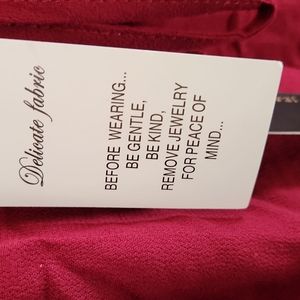 Delicate fabric
BEFORE WEARING...
BE GENTLE,
BE KIND,
REMOVE JEWELRY
FOR PEACE OF
MIND...